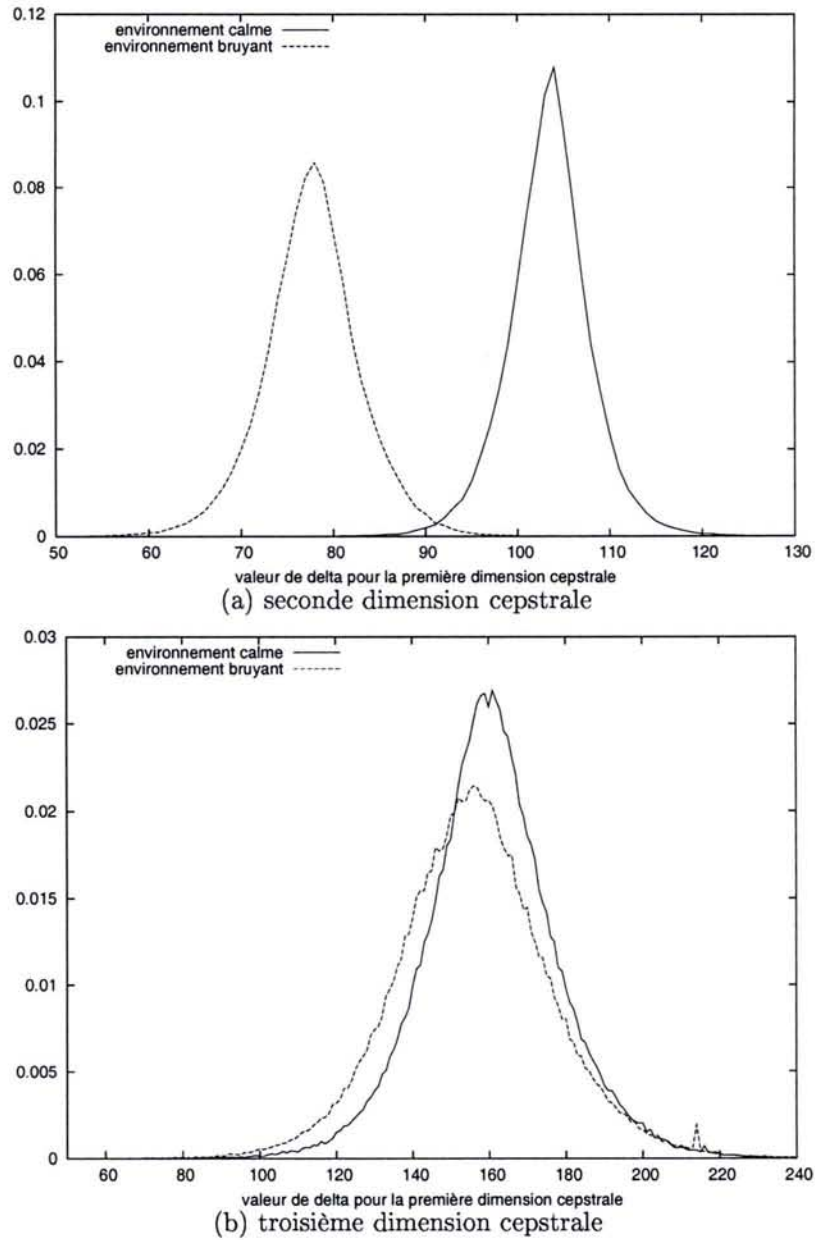 0.12
environnement calme
environnement bruyant
0.1
0.08
0.06
0.04
0.02
0
50 60 70 80 90 100 110 120 130
valeur de delta pour la première dimension cepstrale
(a) seconde dimension cepstrale
0.03
environnement calme
environnement bruyant
0.025
0.02
0.015
0.01
0.005
0
60 80 100 120 140 160 180 200 220 240
valeur de delta pour la première dimension cepstrale
(b) troisième dimension cepstrale